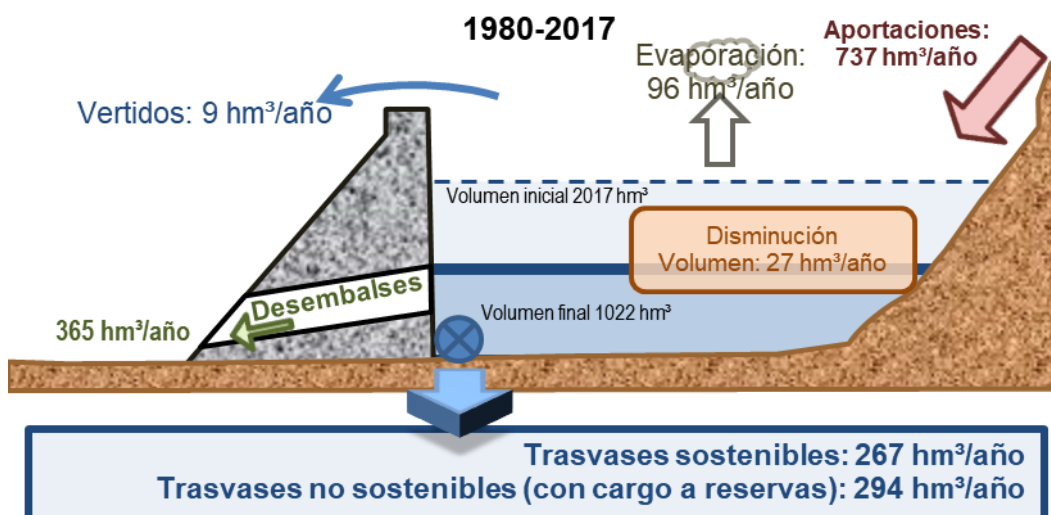 1980-2017
Aportaciones:
737 hm³/año
Evaporación:
96 hm³/año
Vertidos: 9 hm³/año
Volumen inicial 2017 hm³
Disminución
Volumen: 27 hm³/año
Desembalses
Volumen final 1022 hm³
365 hm³/año
Trasvases sostenibles: 267 hm³/año
Trasvases no sostenibles (con cargo a reservas): 294 hm³/año